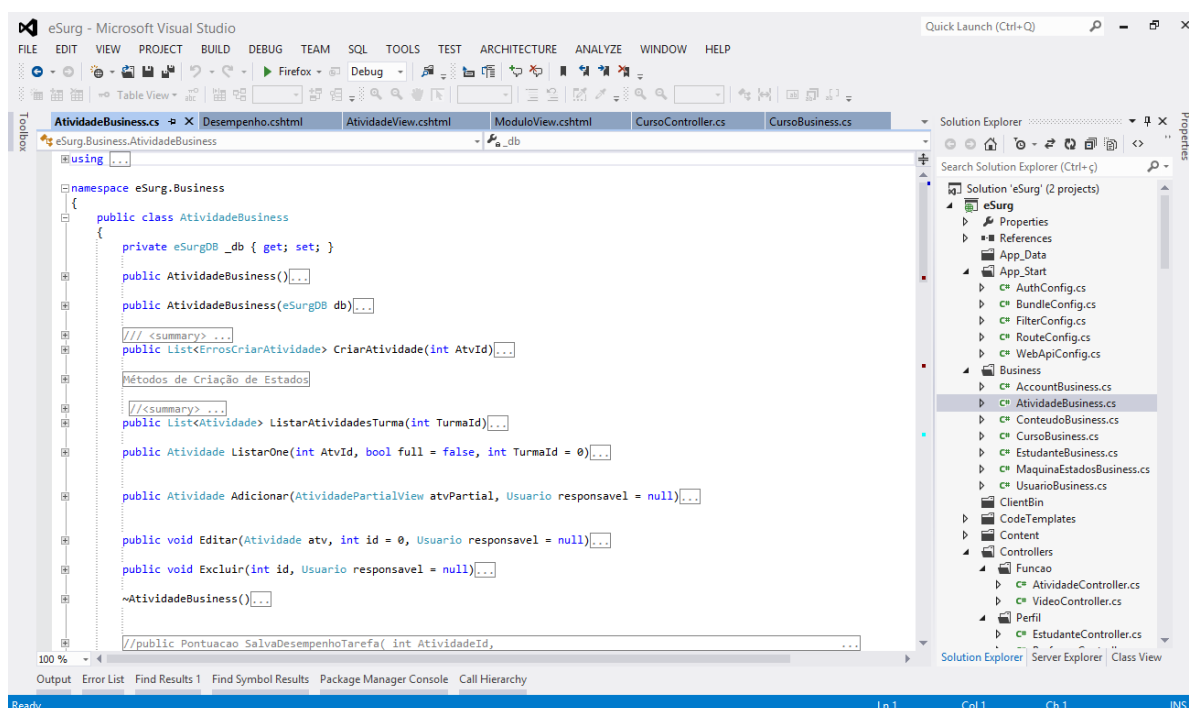 eSurg - Microsoft Visual Studio
Quick Launch (Ctrl+Q)
FILE EDIT VIEW PROJECT BUILD DEBUG TEAM SQL TOOLS TEST ARCHITECTURE ANALYZE WINDOW HELP
Firefox Debug
Table View
Toolbox
AtividadeBusiness.cs Desempenho.cshtml AtividadeView.cshtml ModuloView.cshtml CursoController.cs CursoBusiness.cs
eSurg.Business.AtividadeBusiness
_db
using ...
namespace eSurg.Business
{
public class AtividadeBusiness
{
private eSurgDB _db { get; set; }
public AtividadeBusiness()...
public AtividadeBusiness(eSurgDB db)...
/// <summary> ...
public List<ErrosCriarAtividade> CriarAtividade(int AtvId)...
Métodos de Criação de Estados
//<summary> ...
public List<Atividade> ListarAtividadesTurma(int TurmaId)...
public Atividade ListarOne(int AtvId, bool full = false, int TurmaId = 0)...
public Atividade Adicionar(AtividadePartialView atvPartial, Usuario responsavel = null)...
public void Editar(Atividade atv, int id = 0, Usuario responsavel = null)...
public void Excluir(int id, Usuario responsavel = null)...
~AtividadeBusiness()...
//public Pontuacao SalvaDesempenhoTarefa( int AtividadeId, ...
100 %
Solution Explorer
Properties
Search Solution Explorer (Ctrl+ç)
Solution 'eSurg' (2 projects)
eSurg
Properties
References
App_Data
App_Start
C# AuthConfig.cs
C# BundleConfig.cs
C# FilterConfig.cs
C# RouteConfig.cs
C# WebApiConfig.cs
Business
C# AccountBusiness.cs
C# AtividadeBusiness.cs
C# ConteudoBusiness.cs
C# CursoBusiness.cs
C# EstudanteBusiness.cs
C# MaquinaEstadosBusiness.cs
C# UsuarioBusiness.cs
ClientBin
CodeTemplates
Content
Controllers
Funcao
C# AtividadeController.cs
C# VideoController.cs
Perfil
C# EstudanteController.cs
Solution Explorer Server Explorer Class View
Output Error List Find Results 1 Find Symbol Results Package Manager Console Call Hierarchy
Ready Ln 1 Col 1 Ch 1 INS